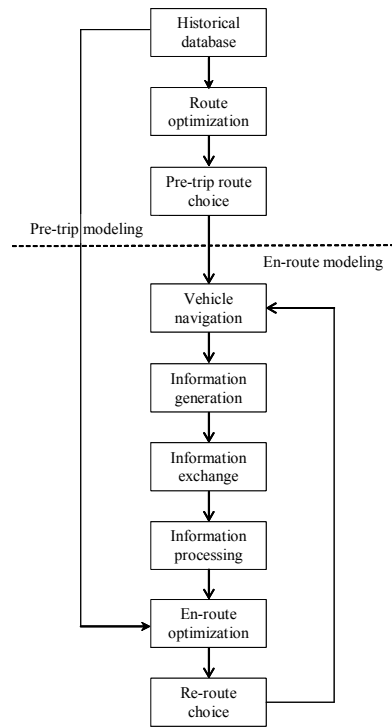 Historical
database
Route
optimization
Pre-trip route
choice
Pre-trip modeling
En-route modeling
Vehicle
navigation
Information
generation
Information
exchange
Information
processing
En-route
optimization
Re-route
choice